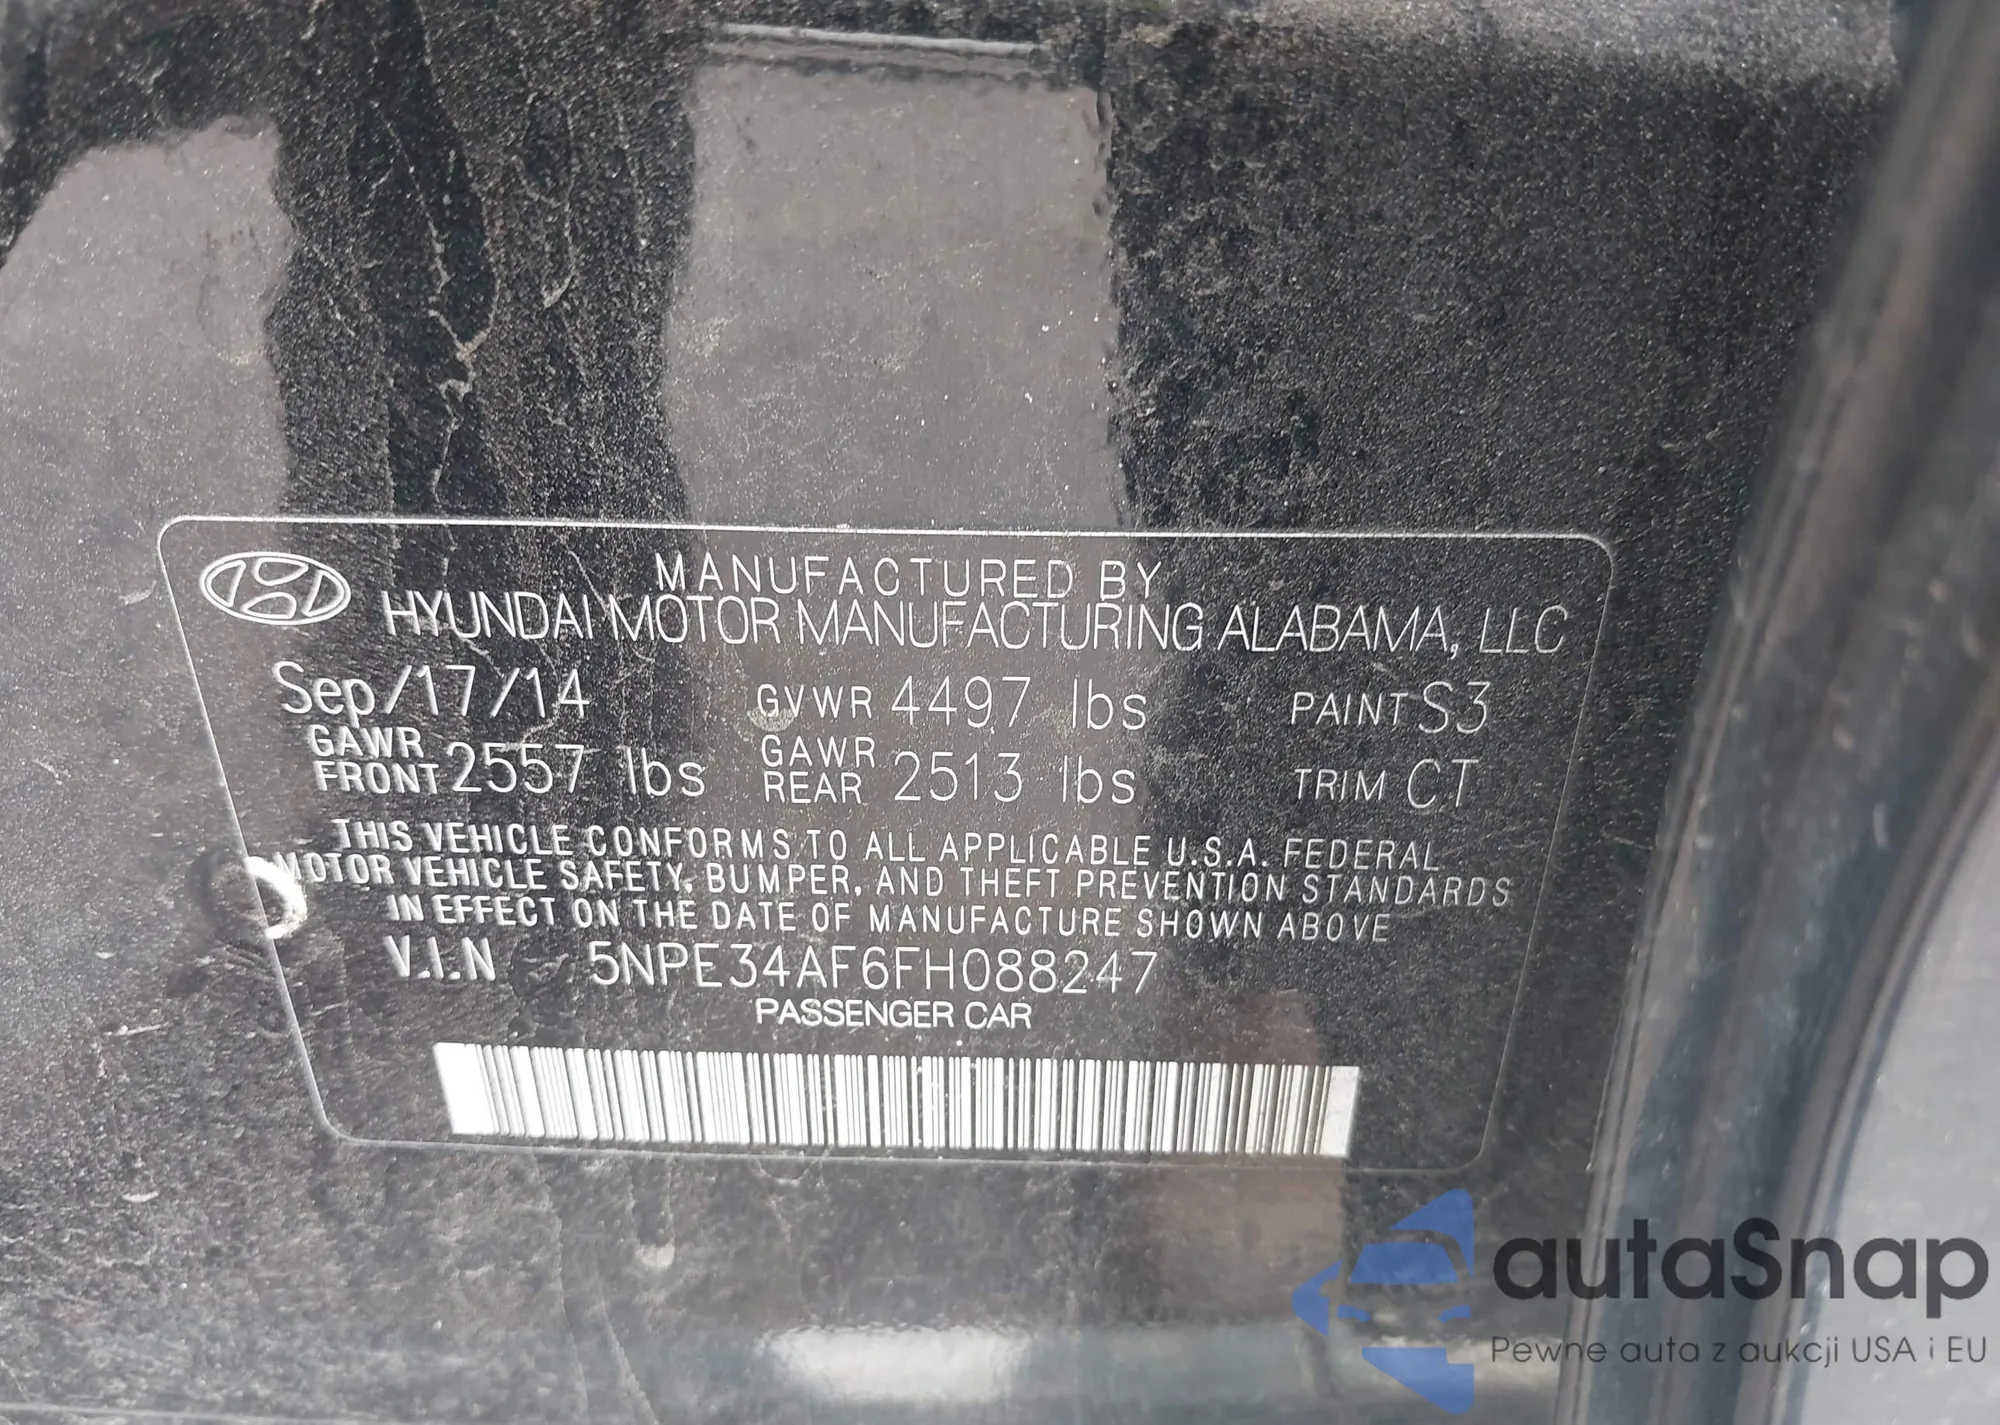 MANUFACTURED BY
HYUNDAI MOTOR MANUFACTURING ALABAMA, LLC
Sep/17/14 GVWR 4497 lbs PAINT S3
GAWR FRONT 2557 lbs GAWR REAR 2513 lbs TRIM CT
THIS VEHICLE CONFORMS TO ALL APPLICABLE U.S.A. FEDERAL
MOTOR VEHICLE SAFETY, BUMPER, AND THEFT PREVENTION STANDARDS
IN EFFECT ON THE DATE OF MANUFACTURE SHOWN ABOVE
V.I.N 5NPE34AF6FH088247
PASSENGER CAR
autaSnap
Pewne auta z aukcji USA i EU